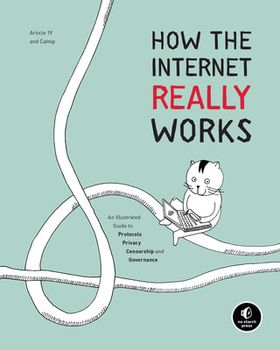 Article 19
and Catnip
HOW THE
INTERNET
REALLY
WORKS
An Illustrated
Guide to
Protocols
Privacy
Censorship and
Governance
no starch
press